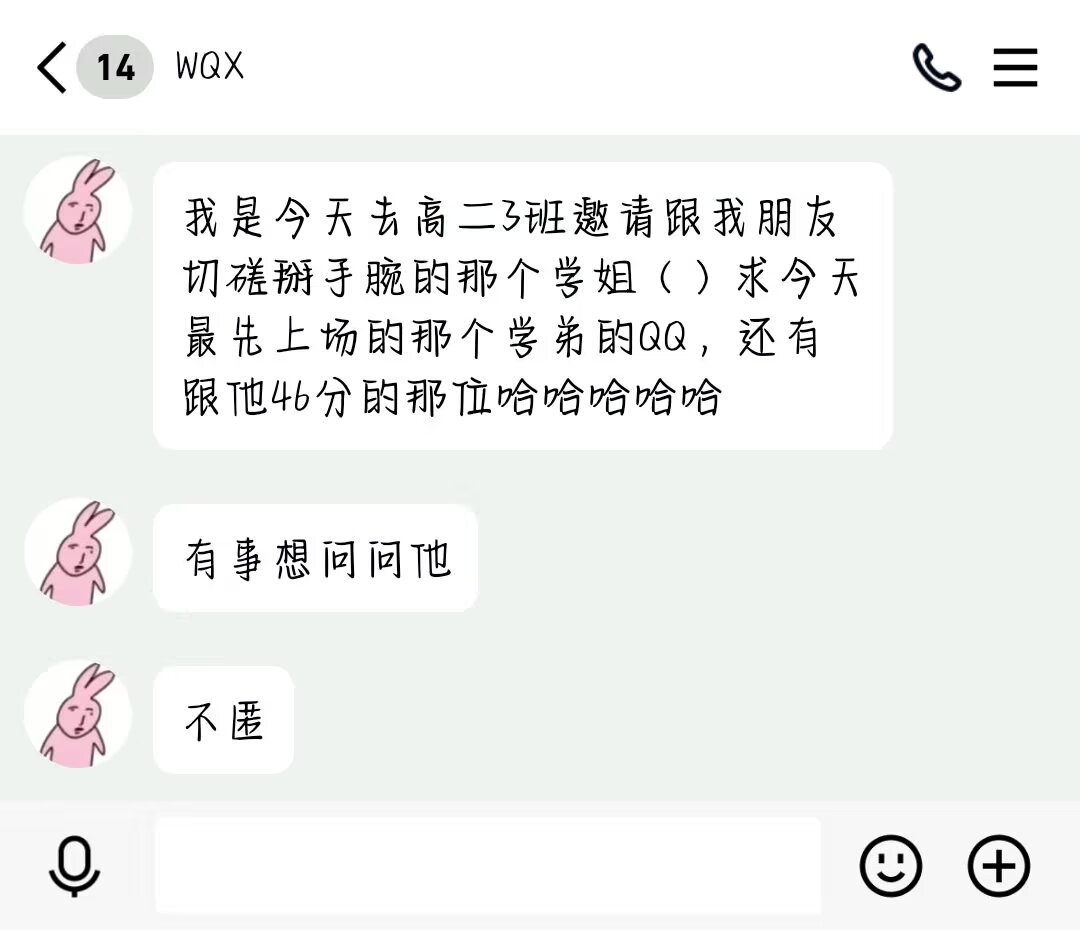 14 WQX
我是今天去高二3班邀请跟我朋友
切磋掰手腕的那个学姐（ ）求今天
最先上场的那个学弟的QQ，还有
跟他46分的那位哈哈哈哈哈
有事想问问他
不匿